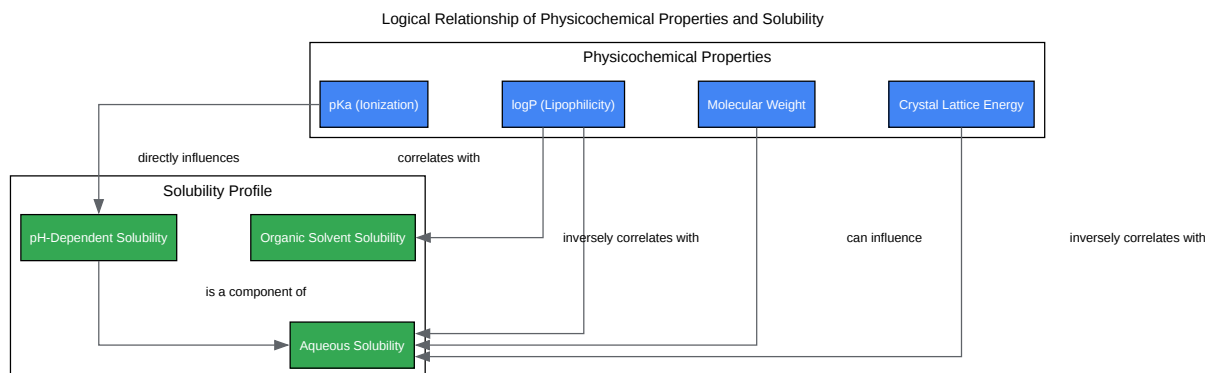 Logical Relationship of Physicochemical Properties and Solubility
Physicochemical Properties
pKa (Ionization)
logP (Lipophilicity)
Molecular Weight
Crystal Lattice Energy
directly influences
correlates with
Solubility Profile
pH-Dependent Solubility
Organic Solvent Solubility
inversely correlates with
can influence
inversely correlates with
is a component of
Aqueous Solubility